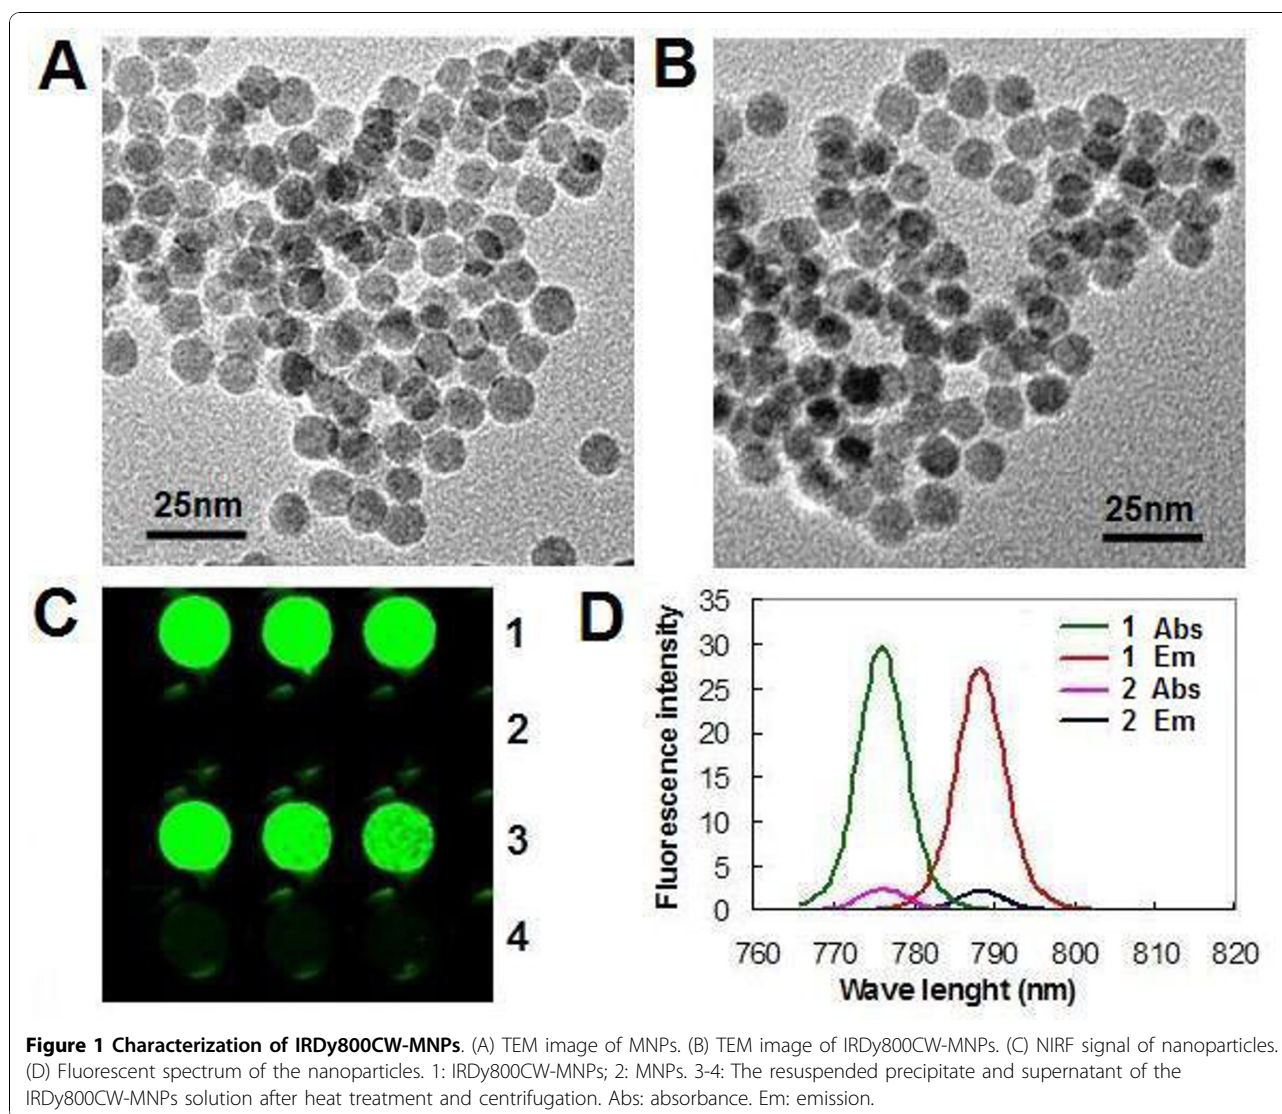 A
B
25nm
25nm
C
1
2
3
4
D
Fluorescence intensity
35
30
25
20
15
10
5
0
1 Abs
1 Em
2 Abs
2 Em
760 770 780 790 800 810 820
Wave lenght (nm)
Figure 1 Characterization of IRDy800CW-MNPs. (A) TEM image of MNPs. (B) TEM image of IRDy800CW-MNPs. (C) NIRF signal of nanoparticles.
(D) Fluorescent spectrum of the nanoparticles. 1: IRDy800CW-MNPs; 2: MNPs. 3-4: The resuspended precipitate and supernatant of the
IRDy800CW-MNPs solution after heat treatment and centrifugation. Abs: absorbance. Em: emission.